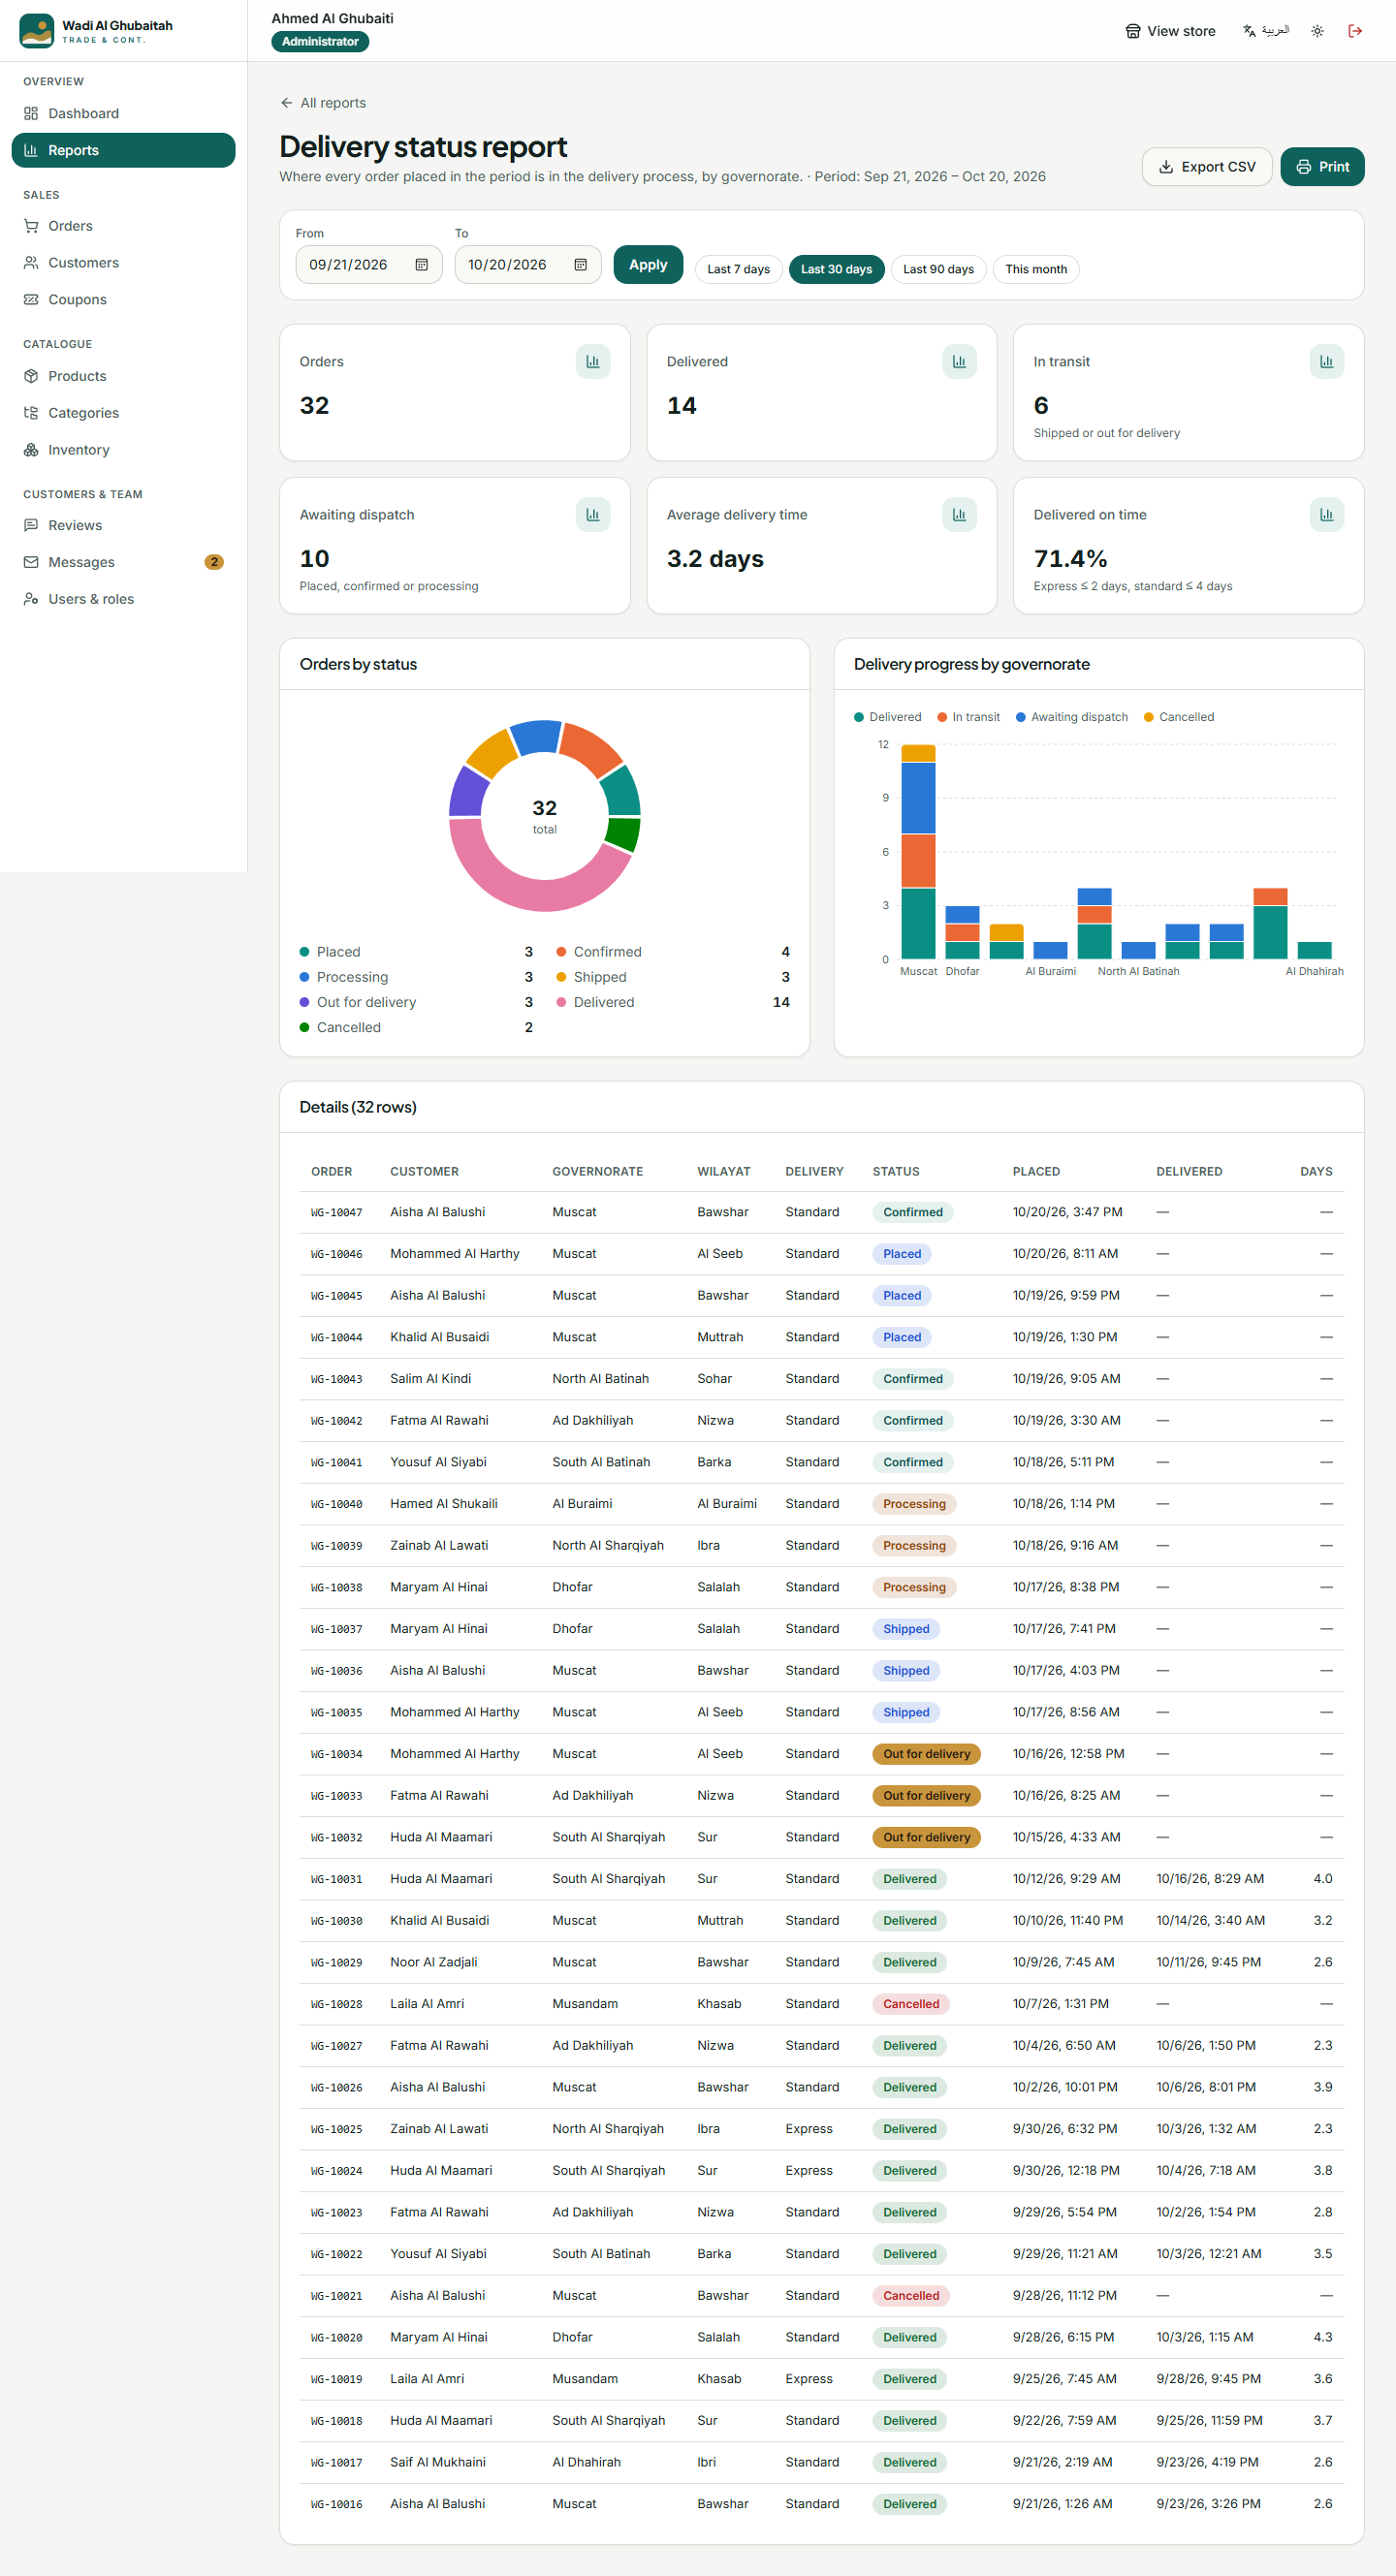 Wadi Al Ghubaitah
TRADE & CONT.
Ahmed Al Ghubaiti
Administrator
View store
العربية
OVERVIEW
Dashboard
Reports
SALES
Orders
Customers
Coupons
CATALOGUE
Products
Categories
Inventory
CUSTOMERS & TEAM
Reviews
Messages 2
Users & roles
All reports
Delivery status report
Where every order placed in the period is in the delivery process, by governorate. · Period: Sep 21, 2026 – Oct 20, 2026
Export CSV
Print
From To
09/21/2026 10/20/2026 Apply Last 7 days Last 30 days Last 90 days This month
Orders
32
Delivered
14
In transit
6
Shipped or out for delivery
Awaiting dispatch
10
Placed, confirmed or processing
Average delivery time
3.2 days
Delivered on time
71.4%
Express ≤ 2 days, standard ≤ 4 days
Orders by status
32
total
Placed 3 Confirmed 4
Processing 3 Shipped 3
Out for delivery 3 Delivered 14
Cancelled 2
Delivery progress by governorate
Delivered In transit Awaiting dispatch Cancelled
12
9
6
3
0
Muscat Dhofar Al Buraimi North Al Batinah Al Dhahirah
Details (32 rows)
ORDER CUSTOMER GOVERNORATE WILAYAT DELIVERY STATUS PLACED DELIVERED DAYS
WG-10047 Aisha Al Balushi Muscat Bawshar Standard Confirmed 10/20/26, 3:47 PM — —
WG-10046 Mohammed Al Harthy Muscat Al Seeb Standard Placed 10/20/26, 8:11 AM — —
WG-10045 Aisha Al Balushi Muscat Bawshar Standard Placed 10/19/26, 9:59 PM — —
WG-10044 Khalid Al Busaidi Muscat Muttrah Standard Placed 10/19/26, 1:30 PM — —
WG-10043 Salim Al Kindi North Al Batinah Sohar Standard Confirmed 10/19/26, 9:05 AM — —
WG-10042 Fatma Al Rawahi Ad Dakhiliyah Nizwa Standard Confirmed 10/19/26, 3:30 AM — —
WG-10041 Yousuf Al Siyabi South Al Batinah Barka Standard Confirmed 10/18/26, 5:11 PM — —
WG-10040 Hamed Al Shukaili Al Buraimi Al Buraimi Standard Processing 10/18/26, 1:14 PM — —
WG-10039 Zainab Al Lawati North Al Sharqiyah Ibra Standard Processing 10/18/26, 9:16 AM — —
WG-10038 Maryam Al Hinai Dhofar Salalah Standard Processing 10/17/26, 8:38 PM — —
WG-10037 Maryam Al Hinai Dhofar Salalah Standard Shipped 10/17/26, 7:41 PM — —
WG-10036 Aisha Al Balushi Muscat Bawshar Standard Shipped 10/17/26, 4:03 PM — —
WG-10035 Mohammed Al Harthy Muscat Al Seeb Standard Shipped 10/17/26, 8:56 AM — —
WG-10034 Mohammed Al Harthy Muscat Al Seeb Standard Out for delivery 10/16/26, 12:58 PM — —
WG-10033 Fatma Al Rawahi Ad Dakhiliyah Nizwa Standard Out for delivery 10/16/26, 8:25 AM — —
WG-10032 Huda Al Maamari South Al Sharqiyah Sur Standard Out for delivery 10/15/26, 4:33 AM — —
WG-10031 Huda Al Maamari South Al Sharqiyah Sur Standard Delivered 10/12/26, 9:29 AM 10/16/26, 8:29 AM 4.0
WG-10030 Khalid Al Busaidi Muscat Muttrah Standard Delivered 10/10/26, 11:40 PM 10/14/26, 3:40 AM 3.2
WG-10029 Noor Al Zadjali Muscat Bawshar Standard Delivered 10/9/26, 7:45 AM 10/11/26, 9:45 PM 2.6
WG-10028 Laila Al Amri Musandam Khasab Standard Cancelled 10/7/26, 1:31 PM — —
WG-10027 Fatma Al Rawahi Ad Dakhiliyah Nizwa Standard Delivered 10/4/26, 6:50 AM 10/6/26, 1:50 PM 2.3
WG-10026 Aisha Al Balushi Muscat Bawshar Standard Delivered 10/2/26, 10:01 PM 10/6/26, 8:01 PM 3.9
WG-10025 Zainab Al Lawati North Al Sharqiyah Ibra Express Delivered 9/30/26, 6:32 PM 10/3/26, 1:32 AM 2.3
WG-10024 Huda Al Maamari South Al Sharqiyah Sur Express Delivered 9/30/26, 12:18 PM 10/4/26, 7:18 AM 3.8
WG-10023 Fatma Al Rawahi Ad Dakhiliyah Nizwa Standard Delivered 9/29/26, 5:54 PM 10/2/26, 1:54 PM 2.8
WG-10022 Yousuf Al Siyabi South Al Batinah Barka Standard Delivered 9/29/26, 11:21 AM 10/3/26, 12:21 AM 3.5
WG-10021 Aisha Al Balushi Muscat Bawshar Standard Cancelled 9/28/26, 11:12 PM — —
WG-10020 Maryam Al Hinai Dhofar Salalah Standard Delivered 9/28/26, 6:15 PM 10/3/26, 1:15 AM 4.3
WG-10019 Laila Al Amri Musandam Khasab Express Delivered 9/25/26, 7:45 AM 9/28/26, 9:45 PM 3.6
WG-10018 Huda Al Maamari South Al Sharqiyah Sur Standard Delivered 9/22/26, 7:59 AM 9/25/26, 11:59 PM 3.7
WG-10017 Saif Al Mukhaini Al Dhahirah Ibri Standard Delivered 9/21/26, 2:19 AM 9/23/26, 4:19 PM 2.6
WG-10016 Aisha Al Balushi Muscat Bawshar Standard Delivered 9/21/26, 1:26 AM 9/23/26, 3:26 PM 2.6